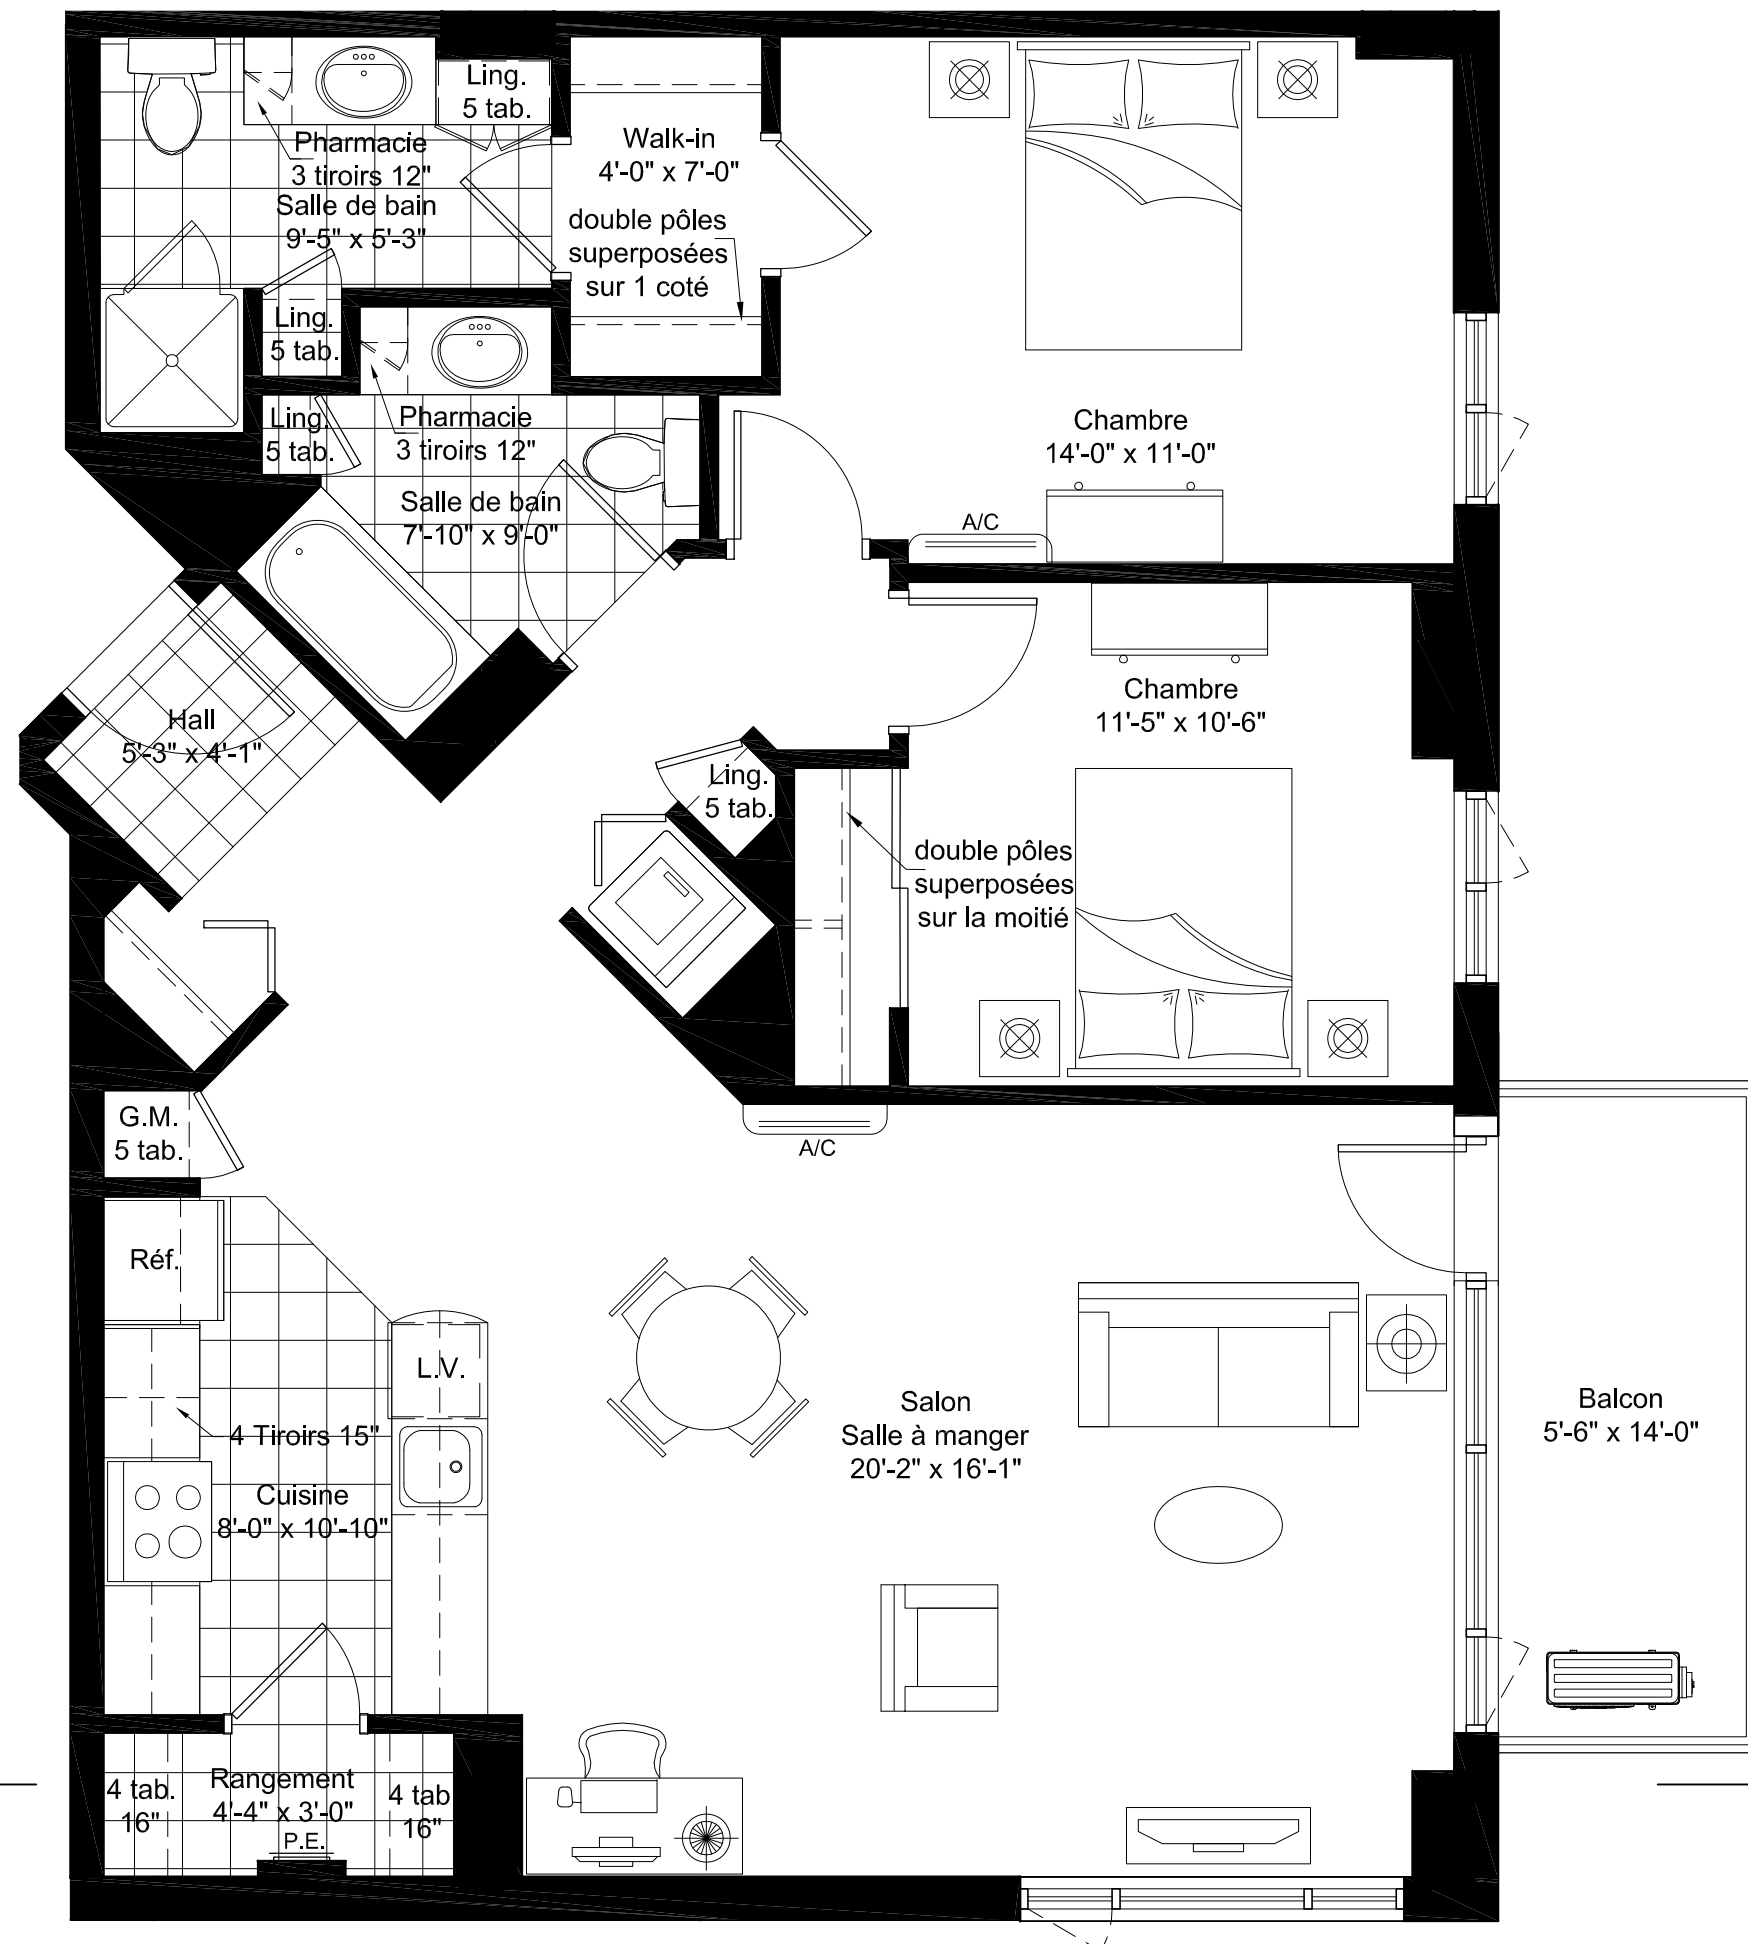 Ling.
5 tab.
Pharmacie
3 tiroirs 12"
Salle de bain
9'-5" x 5'-3"
Walk-in
4'-0" x 7'-0"
double pôles
superposées
sur 1 coté
Ling.
5 tab.
Ling.
5 tab.
Pharmacie
3 tiroirs 12"
Salle de bain
7'-10" x 9'-0"
Chambre
14'-0" x 11'-0"
A/C
Hall
5'-3" x 4'-1"
Chambre
11'-5" x 10'-6"
Ling.
5 tab.
double pôles
superposées
sur la moitié
G.M.
5 tab.
A/C
Réf.
L.V.
4 Tiroirs 15"
Cuisine
8'-0" x 10'-10"
Salon
Salle à manger
20'-2" x 16'-1"
Balcon
5'-6" x 14'-0"
4 tab.
16"
Rangement
4'-4" x 3'-0"
P.E.
4 tab
16"